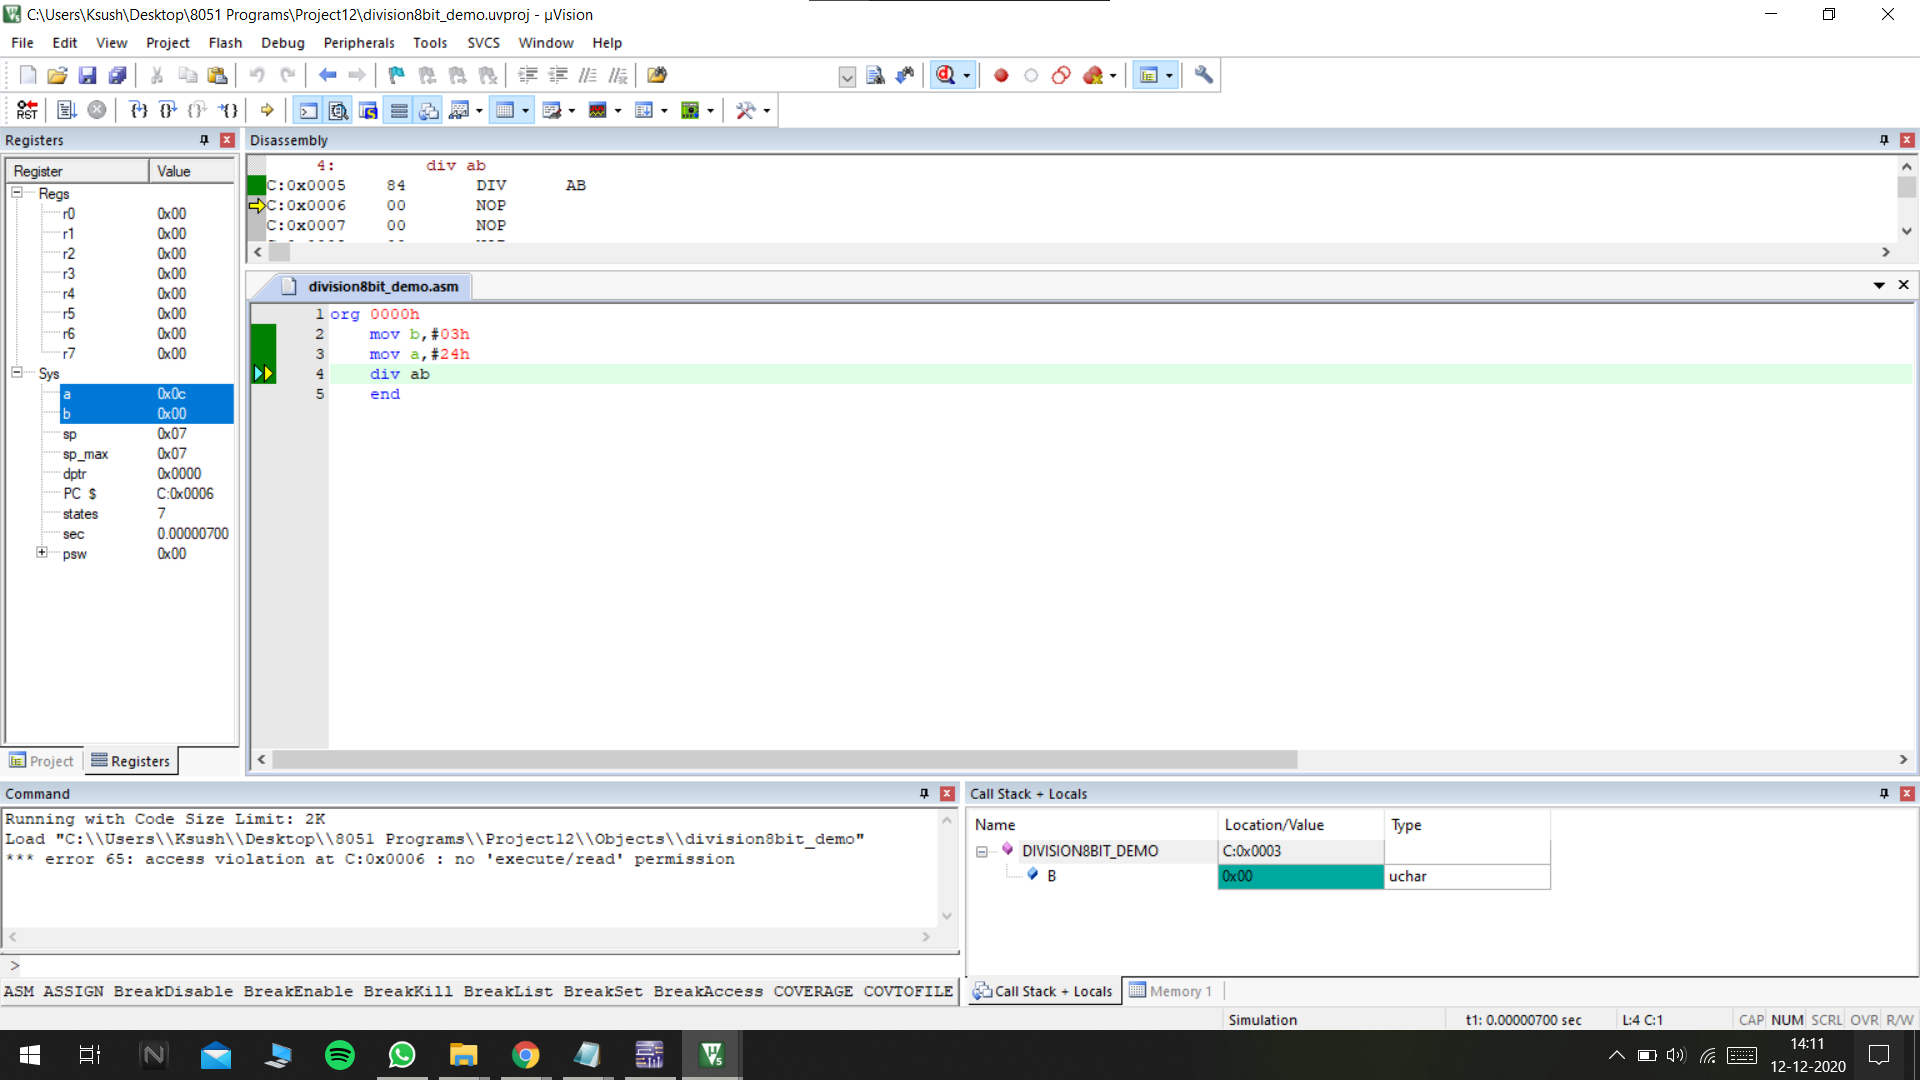 C:\Users\Ksush\Desktop\8051 Programs\Project12\division8bit_demo.uvproj - µVision
File Edit View Project Flash Debug Peripherals Tools SVCS Window Help
RST
Registers
Register Value
Regs
r0 0x00
r1 0x00
r2 0x00
r3 0x00
r4 0x00
r5 0x00
r6 0x00
r7 0x00
Sys
a 0x0c
b 0x00
sp 0x07
sp_max 0x07
dptr 0x0000
PC $ C:0x0006
states 7
sec 0.00000700
psw 0x00
Project Registers
Disassembly
4: div ab
C:0x0005 84 DIV AB
C:0x0006 00 NOP
C:0x0007 00 NOP
division8bit_demo.asm
1 org 0000h
2 mov b,#03h
3 mov a,#24h
4 div ab
5 end
Command
Running with Code Size Limit: 2K
Load "C:\\Users\\Ksush\\Desktop\\8051 Programs\\Project12\\Objects\\division8bit_demo"
*** error 65: access violation at C:0x0006 : no 'execute/read' permission
>
ASM ASSIGN BreakDisable BreakEnable BreakKill BreakList BreakSet BreakAccess COVERAGE COVTOFILE
Call Stack + Locals
Name Location/Value Type
DIVISION8BIT_DEMO C:0x0003
B 0x00 uchar
Call Stack + Locals Memory 1
Simulation t1: 0.00000700 sec L:4 C:1 CAP NUM SCRL OVR R/W
14:11
12-12-2020